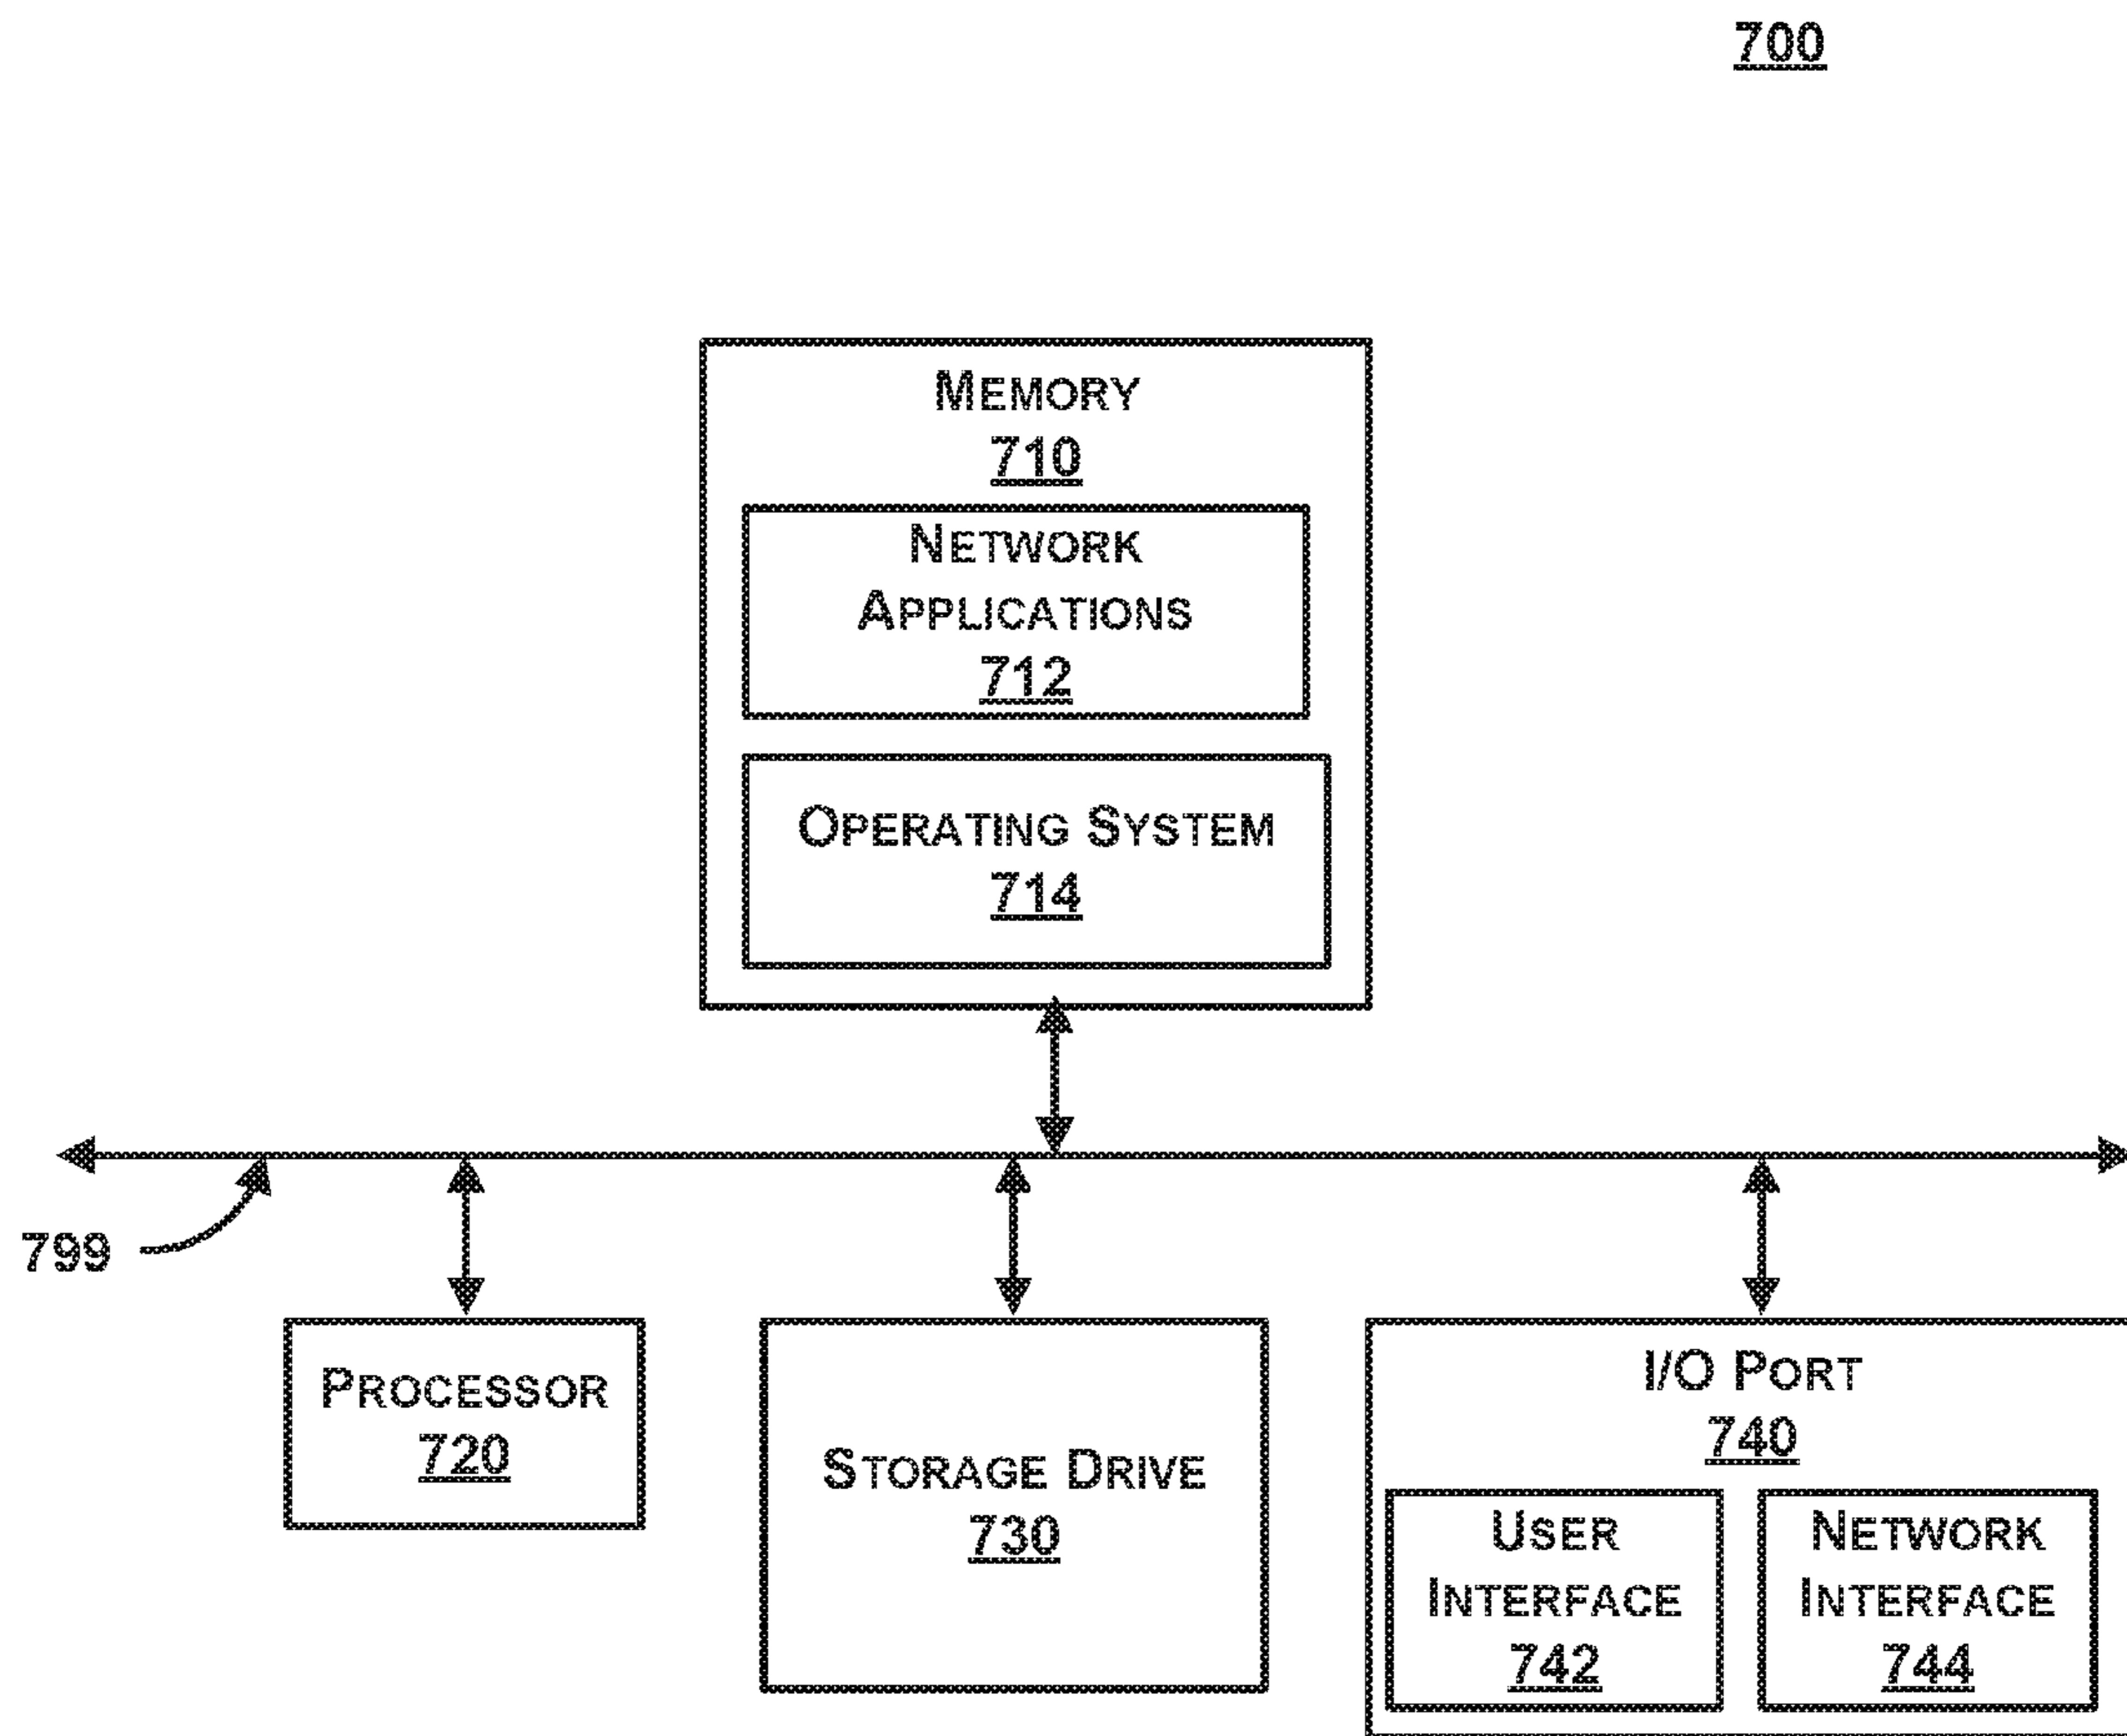 700
MEMORY
710
NETWORK
APPLICATIONS
712
OPERATING SYSTEM
714
799
PROCESSOR
720
STORAGE DRIVE
730
I/O PORT
740
USER
INTERFACE
742
NETWORK
INTERFACE
744